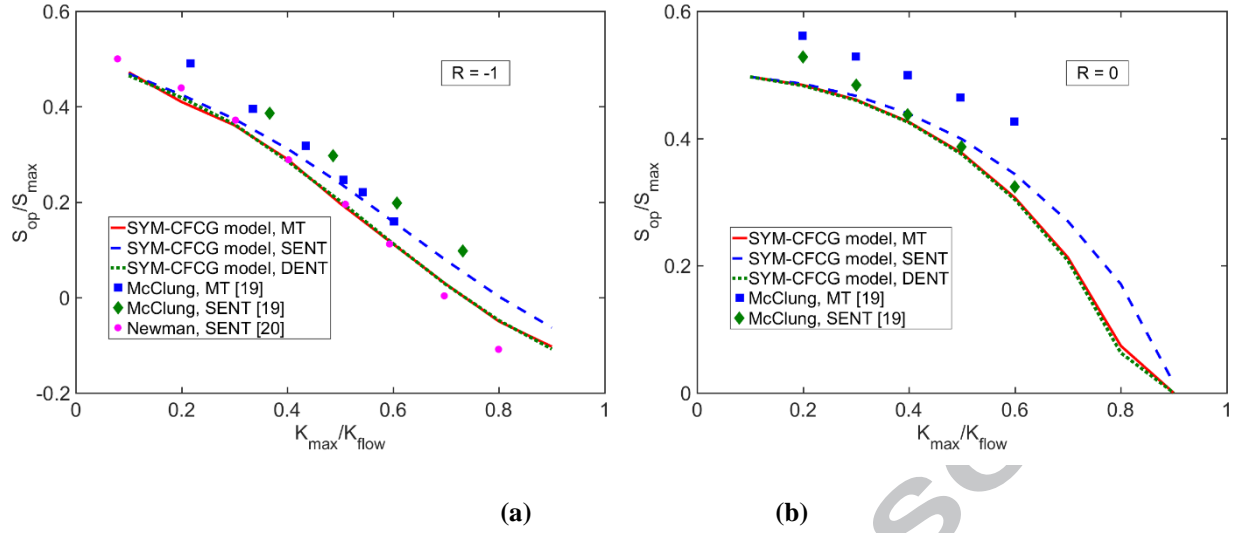 0.6
0.4
0.2
0
-0.2
S_op/S_max
R = -1
SYM-CFCG model, MT
SYM-CFCG model, SENT
SYM-CFCG model, DENT
McClung, MT [19]
McClung, SENT [19]
Newman, SENT [20]
0 0.2 0.4 0.6 0.8 1
K_max/K_flow
(a)
0.6
0.4
0.2
0
S_op/S_max
R = 0
SYM-CFCG model, MT
SYM-CFCG model, SENT
SYM-CFCG model, DENT
McClung, MT [19]
McClung, SENT [19]
0 0.2 0.4 0.6 0.8 1
K_max/K_flow
(b)